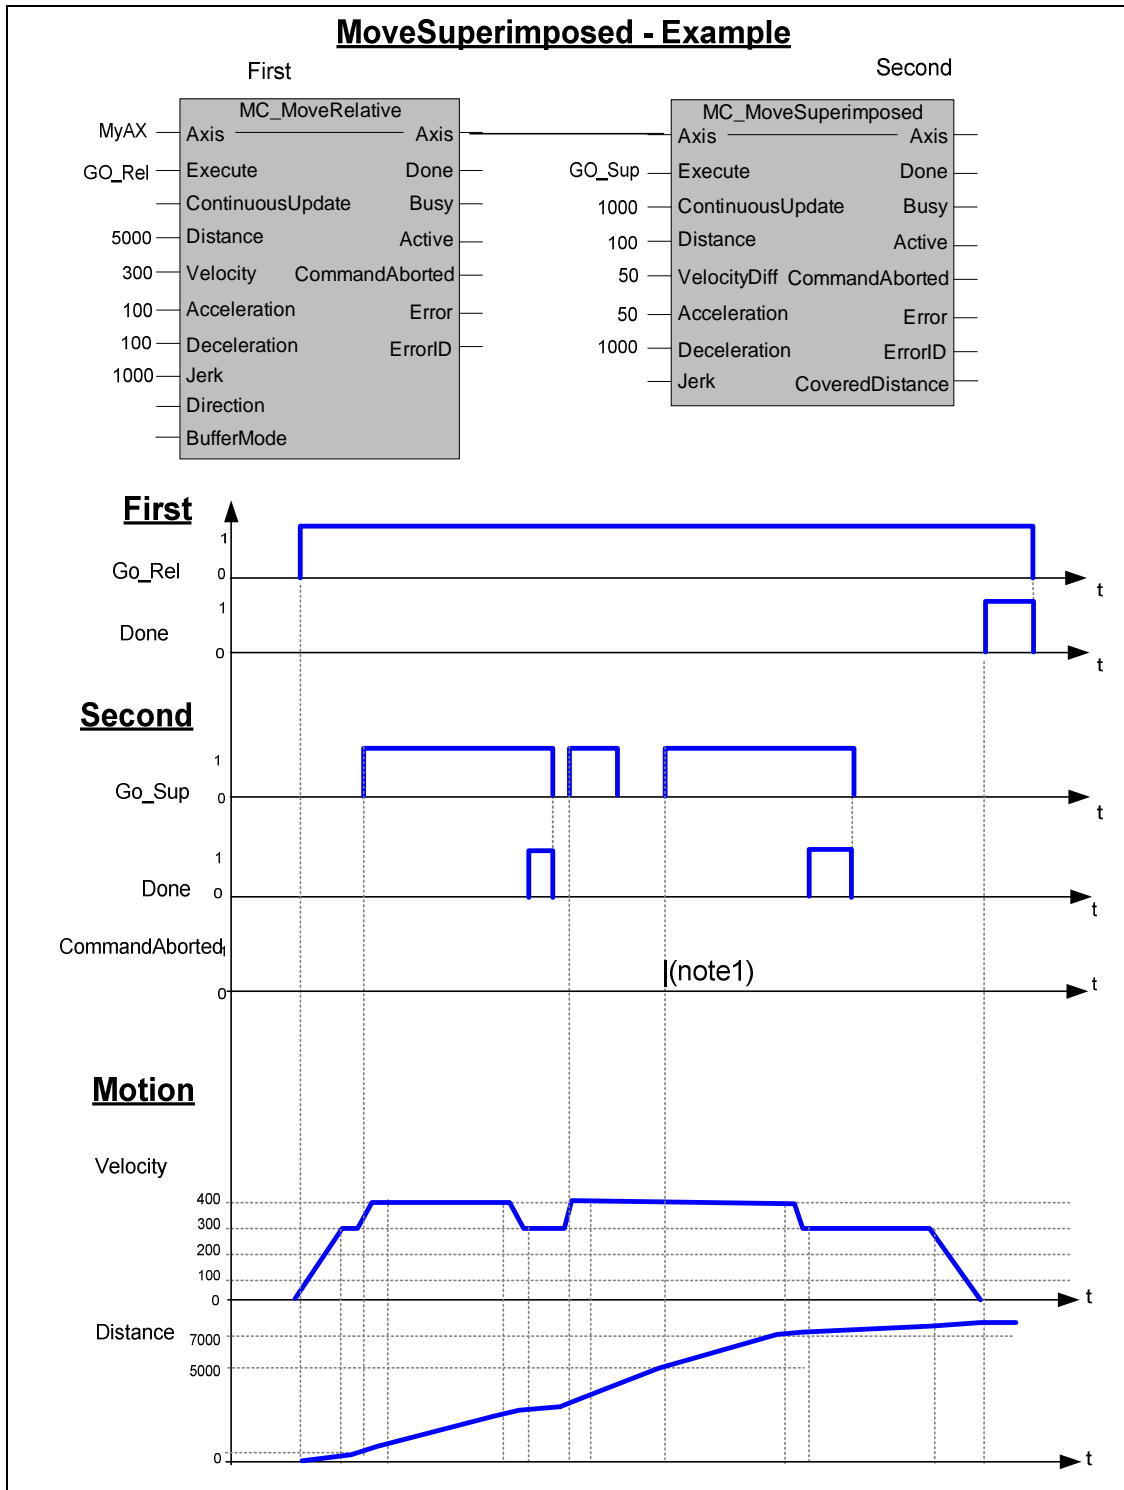 MoveSuperimposed - Example
First
Second
MC_MoveRelative
MyAX
Axis
Axis
GO_Rel
Execute
Done
ContinuousUpdate
Busy
5000
Distance
Active
300
Velocity
CommandAborted
100
Acceleration
Error
100
Deceleration
ErrorID
1000
Jerk
Direction
BufferMode
MC_MoveSuperimposed
Axis
Axis
GO_Sup
Execute
Done
1000
ContinuousUpdate
Busy
100
Distance
Active
50
VelocityDiff
CommandAborted
50
Acceleration
Error
1000
Deceleration
ErrorID
Jerk
CoveredDistance
First
1
Go_Rel
0
t
1
Done
0
t
Second
1
Go_Sup
0
t
1
Done
0
t
CommandAborted
1
(note1)
0
t
Motion
Velocity
400
300
200
100
0
t
Distance
7000
5000
0
t